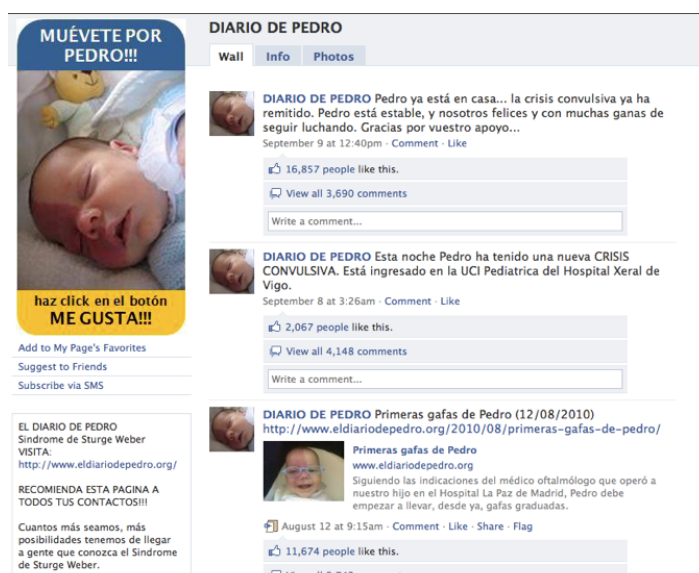 MUÉVETE POR
PEDRO!!!
haz click en el botón
ME GUSTA!!!
Add to My Page's Favorites
Suggest to Friends
Subscribe via SMS
EL DIARIO DE PEDRO
Sindrome de Sturge Weber
VISITA:
http://www.eldiariodepedro.org/
RECOMIENDA ESTA PAGINA A
TODOS TUS CONTACTOS!!!
Cuantos más seamos, más
posibilidades tenemos de llegar
a gente que conozca el Sindrome
de Sturge Weber.
DIARIO DE PEDRO
Wall Info Photos
DIARIO DE PEDRO Pedro ya está en casa... la crisis convulsiva ya ha
remitido. Pedro está estable, y nosotros felices y con muchas ganas de
seguir luchando. Gracias por vuestro apoyo...
September 9 at 12:40pm · Comment · Like
16,857 people like this.
View all 3,690 comments
Write a comment...
DIARIO DE PEDRO Esta noche Pedro ha tenido una nueva CRISIS
CONVULSIVA. Está ingresado en la UCI Pediatrica del Hospital Xeral de
Vigo.
September 8 at 3:26am · Comment · Like
2,067 people like this.
View all 4,148 comments
Write a comment...
DIARIO DE PEDRO Primeras gafas de Pedro (12/08/2010)
http://www.eldiariodepedro.org/2010/08/primeras-gafas-de-pedro/
Primeras gafas de Pedro
www.eldiariodepedro.org
Siguiendo las indicaciones del médico oftalmólogo que operó a
nuestro hijo en el Hospital La Paz de Madrid, Pedro debe
empezar a llevar, desde ya, gafas graduadas.
August 12 at 9:15am · Comment · Like · Share · Flag
11,674 people like this.